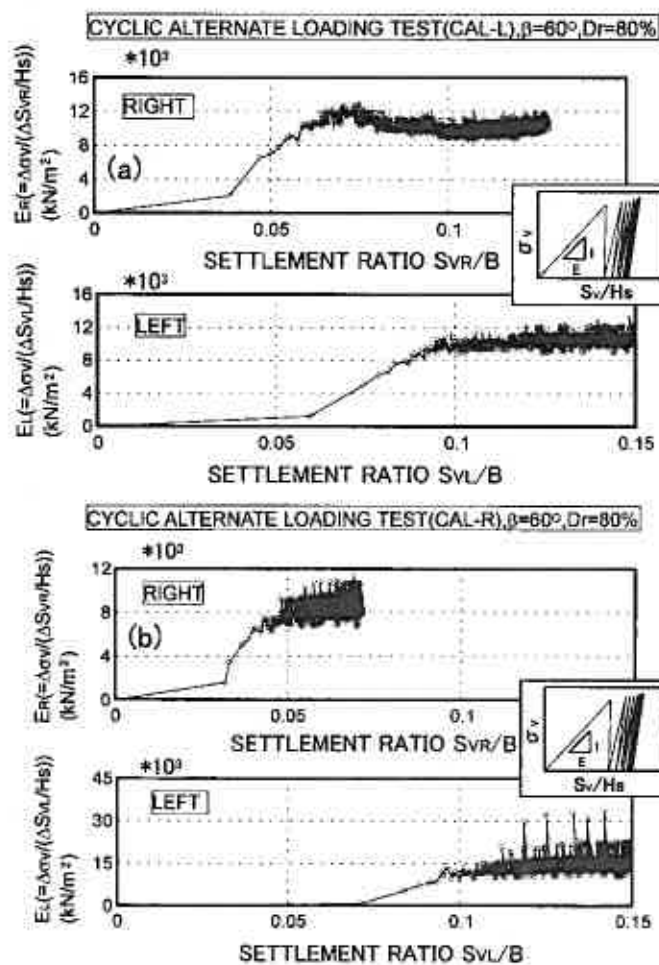 CYCLIC ALTERNATE LOADING TEST(CAL-L),β=60°,Dr=80%
*10³
16
12
8
4
0
RIGHT
(a)
ER(=Δσv/(ΔSVR/Hs))
(kN/m²)
0
0.05
0.1
SETTLEMENT RATIO SVR/B
σv
E
1
Sv/Hs
*10³
16
12
8
4
0
LEFT
EL(=Δσv/(ΔSVL/Hs))
(kN/m²)
0
0.05
0.1
0.15
SETTLEMENT RATIO SVL/B
CYCLIC ALTERNATE LOADING TEST(CAL-R),β=60°,Dr=80%
*10³
12
8
4
0
RIGHT
(b)
ER(=Δσv/(ΔSVR/Hs))
(kN/m²)
0
0.05
0.1
SETTLEMENT RATIO SVR/B
σv
E
1
Sv/Hs
*10³
45
30
15
0
LEFT
EL(=Δσv/(ΔSVL/Hs))
(kN/m²)
0
0.05
0.1
0.15
SETTLEMENT RATIO SVL/B